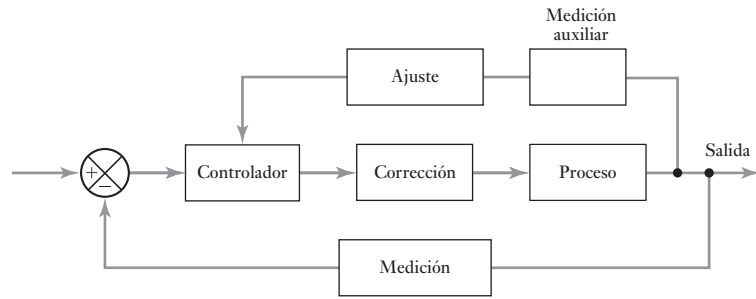 Medición
auxiliar
Ajuste
Salida
+
−
Controlador
Corrección
Proceso
Medición